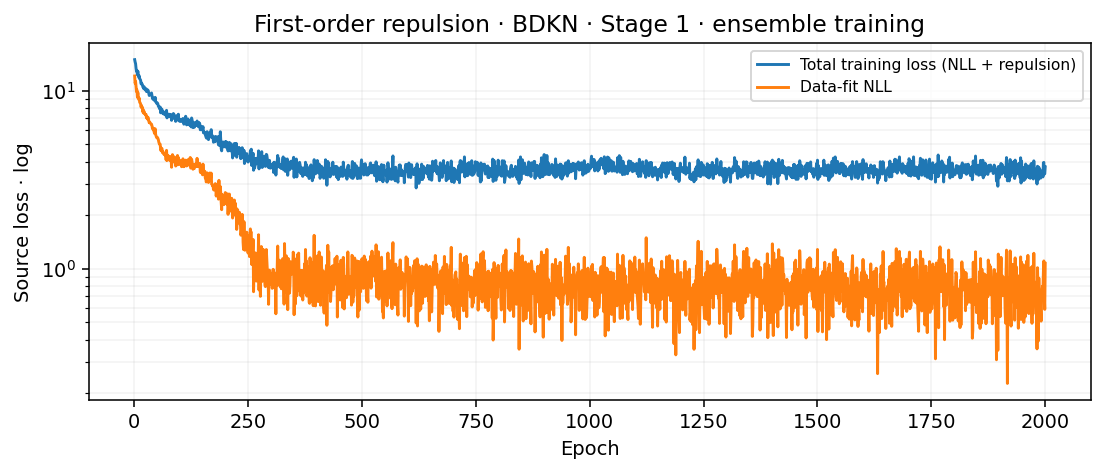 First-order repulsion · BDKN · Stage 1 · ensemble training
Total training loss (NLL + repulsion)
Data-fit NLL
Source loss · log
10¹
10⁰
0 250 500 750 1000 1250 1500 1750 2000
Epoch